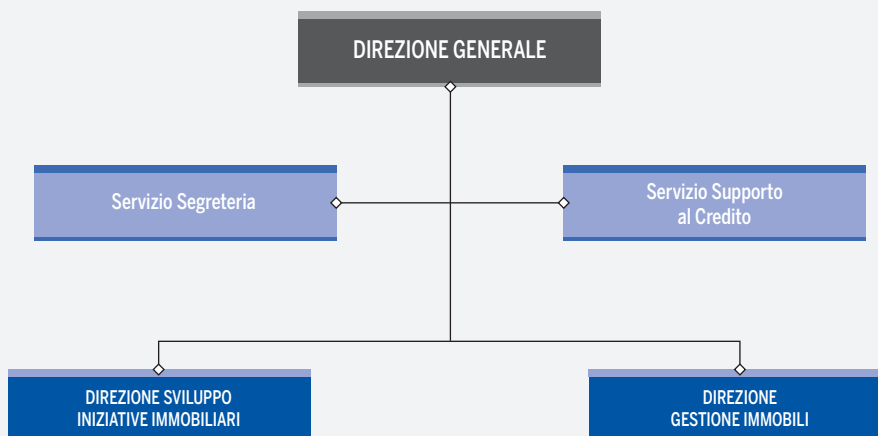 DIREZIONE GENERALE
Servizio Segreteria
Servizio Supporto
al Credito
DIREZIONE SVILUPPO
INIZIATIVE IMMOBILIARI
DIREZIONE
GESTIONE IMMOBILI